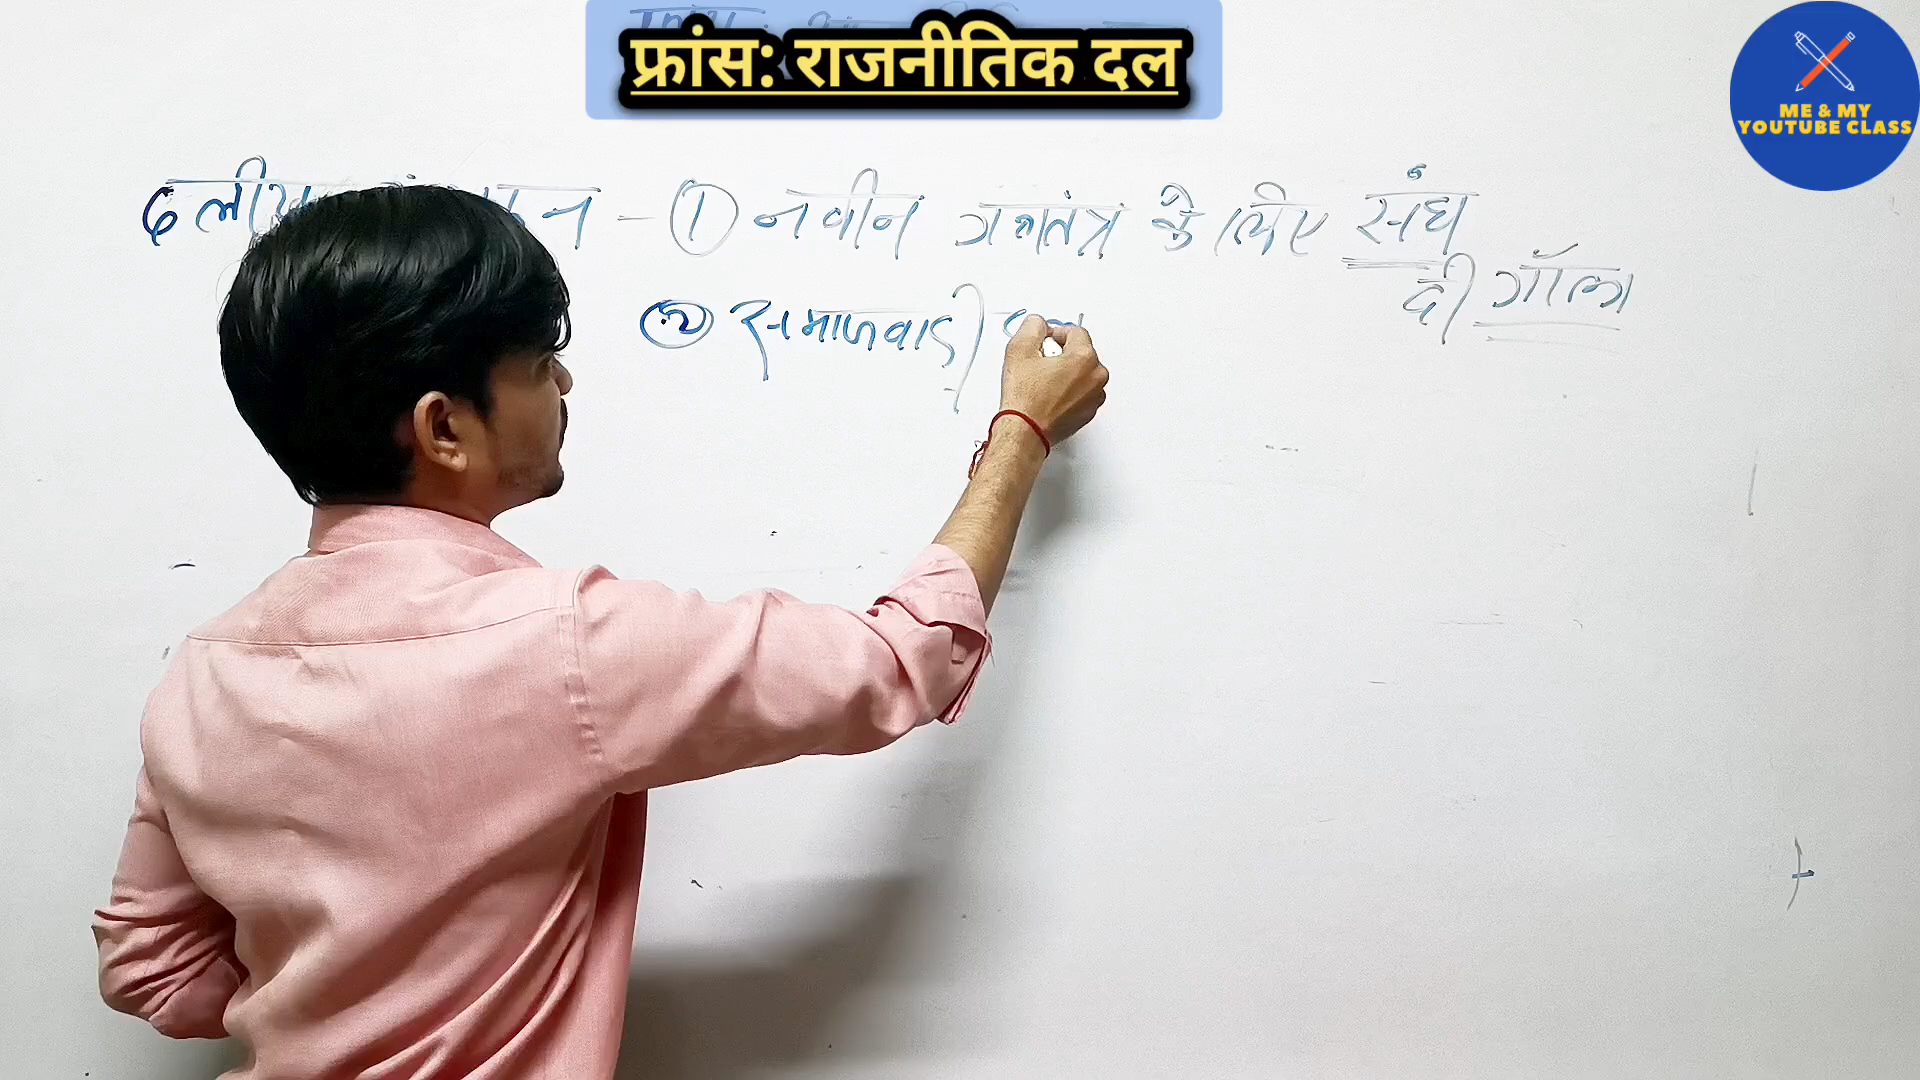 फ्रांस: राजनीतिक दल
ME & MY
YOUTUBE CLASS
- ① नवीन गणतंत्र के लिए संघ
दी गॉल
② समाजवादी